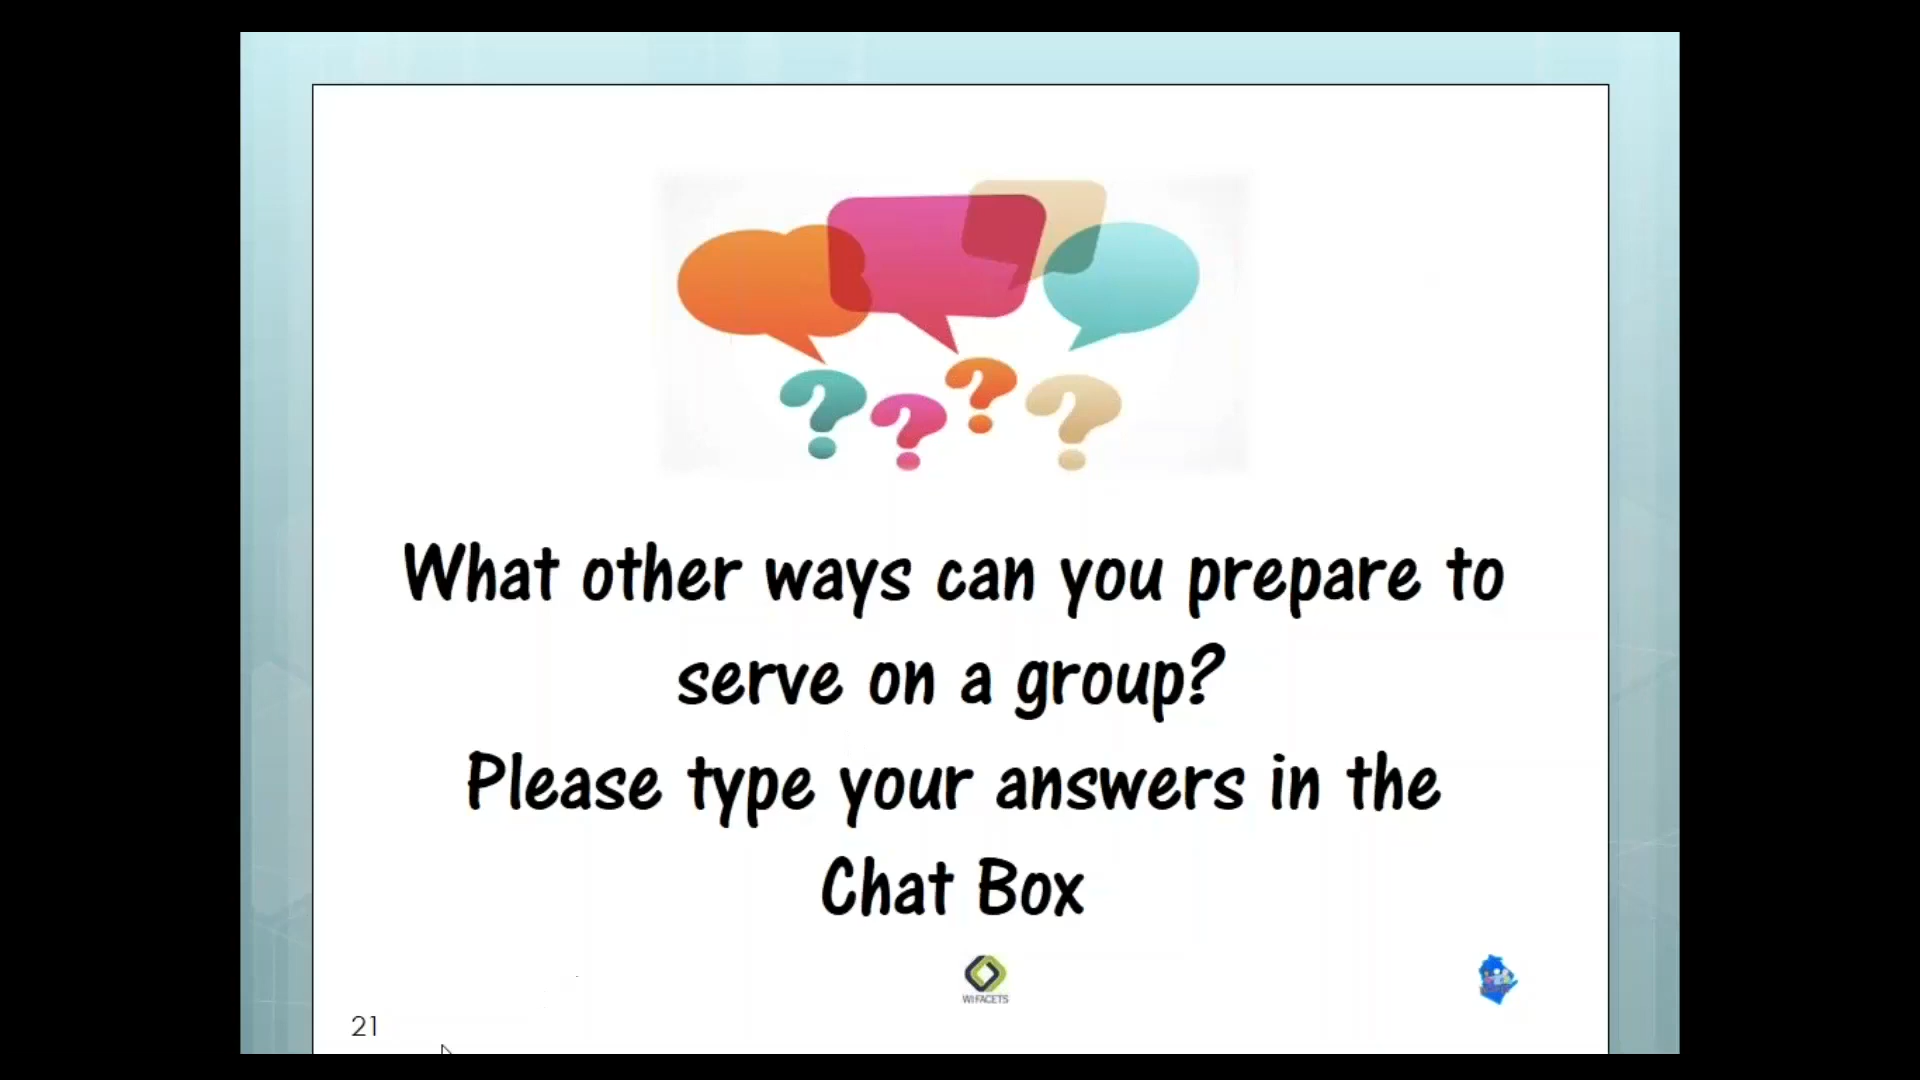 What other ways can you prepare to
serve on a group?
Please type your answers in the
Chat Box
WI FACETS
21